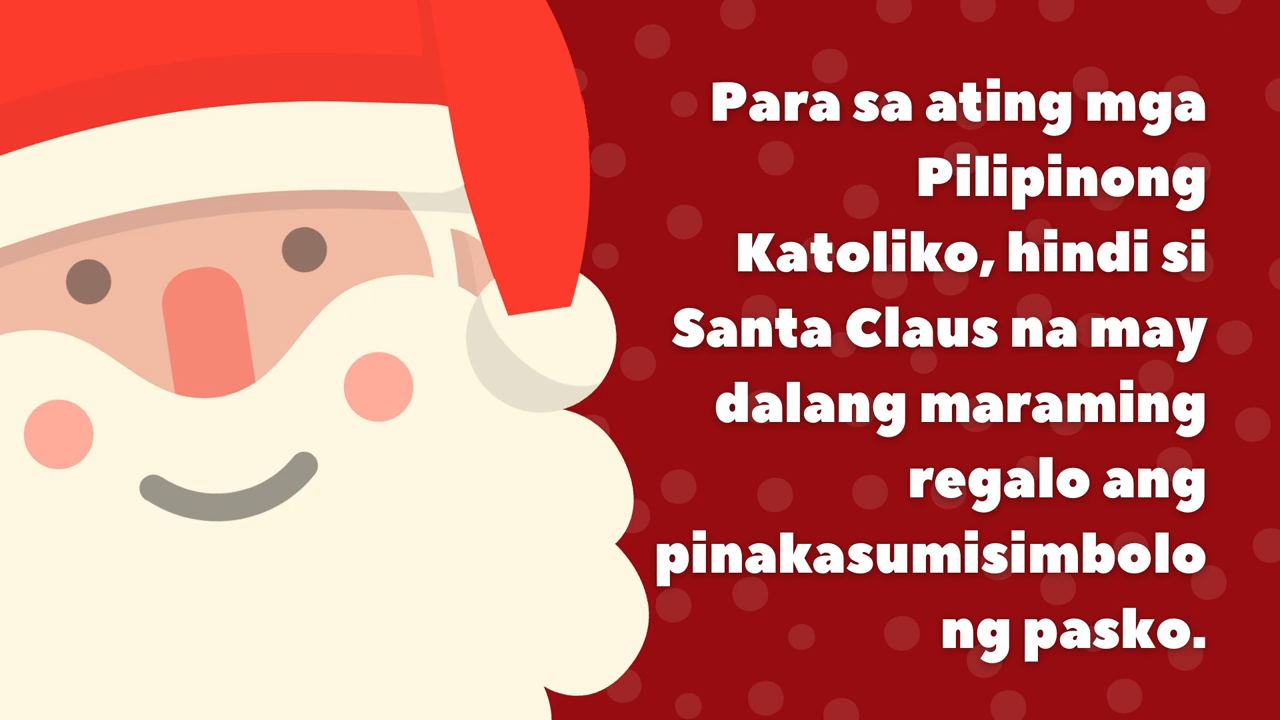 Para sa ating mga
Pilipinong
Katoliko, hindi si
Santa Claus na may
dalang maraming
regalo ang
pinakasumisimbolo
ng pasko.